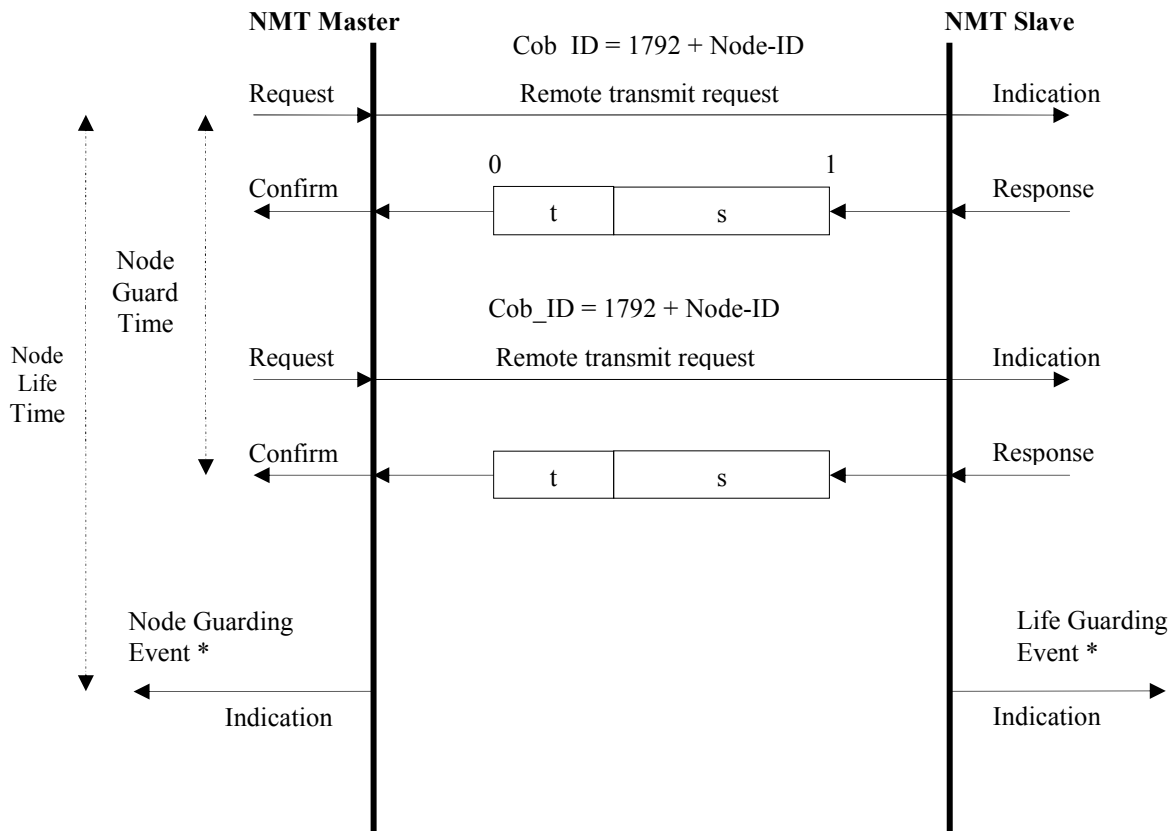 NMT Master
NMT Slave
Cob_ID = 1792 + Node-ID
Request
Remote transmit request
Indication
0
1
Confirm
t
s
Response
Node
Guard
Time
Cob_ID = 1792 + Node-ID
Node
Life
Time
Request
Remote transmit request
Indication
Confirm
t
s
Response
Node Guarding
Event *
Life Guarding
Event *
Indication
Indication